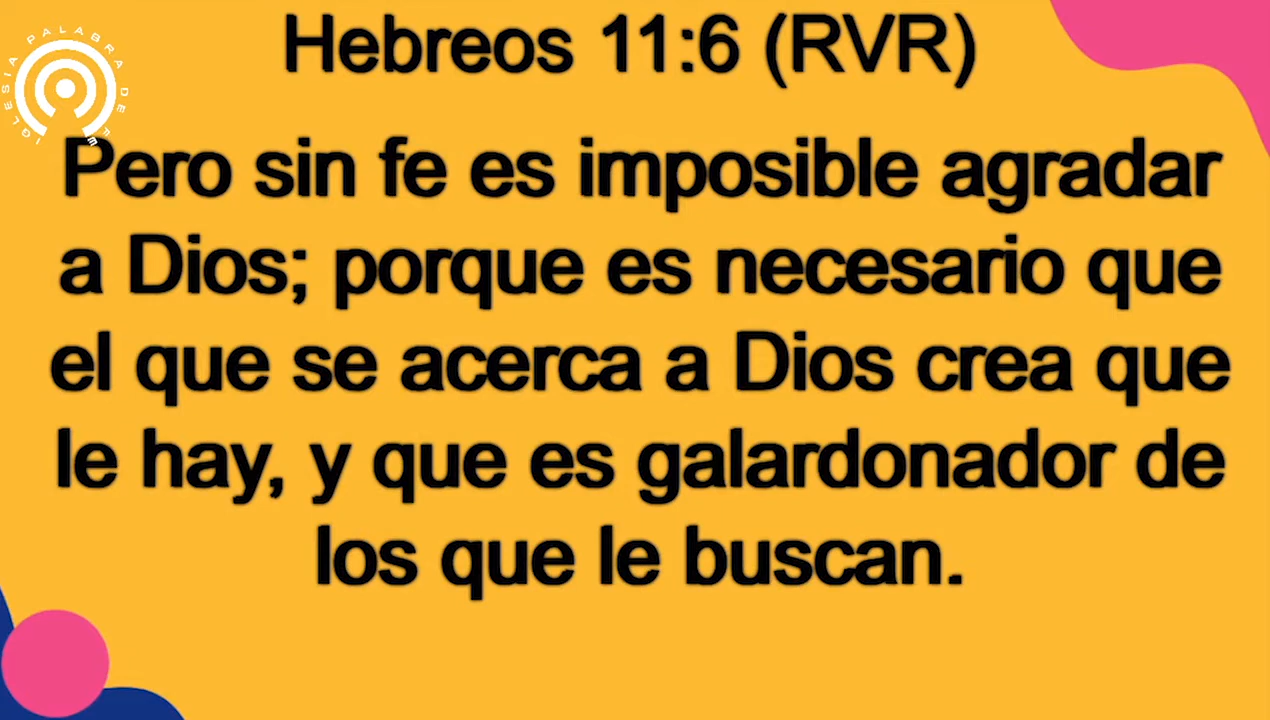 Hebreos 11:6 (RVR)
IGLESIA PALABRA DE FE
Pero sin fe es imposible agradar
a Dios; porque es necesario que
el que se acerca a Dios crea que
le hay, y que es galardonador de
los que le buscan.